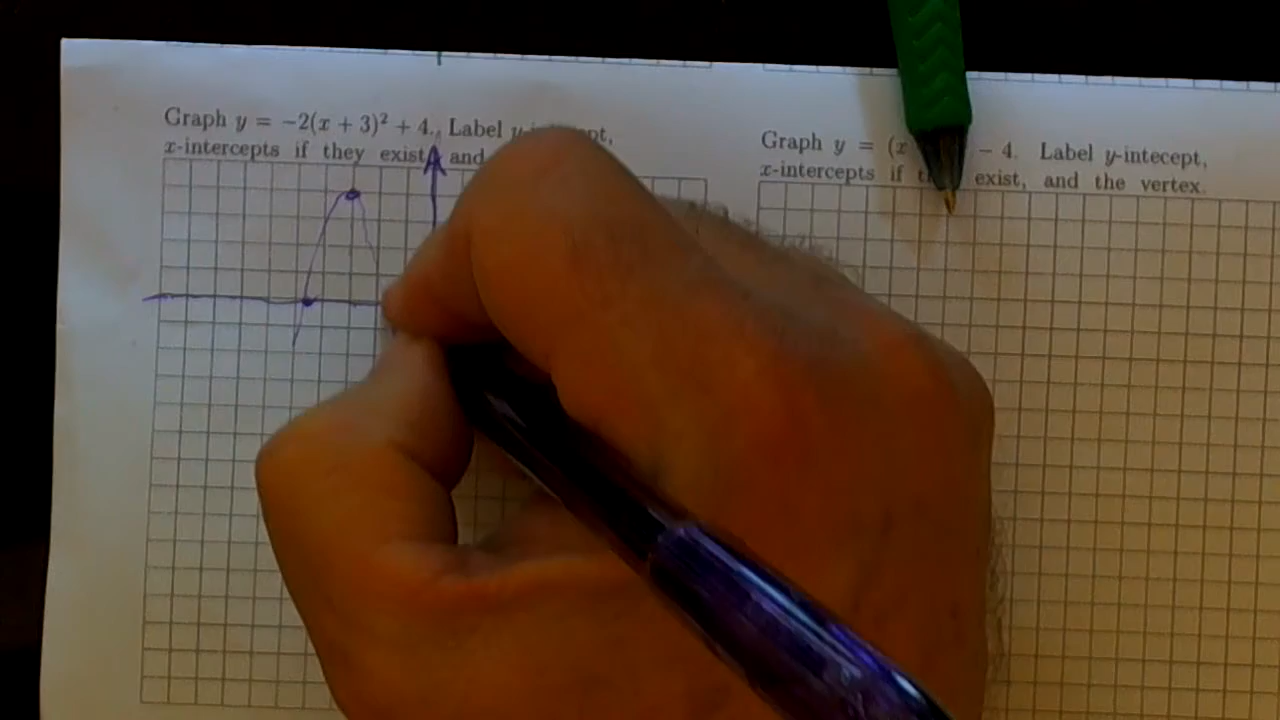 Graph y = −2(x + 3)² + 4. Label
x-intercepts if they exist, and
Graph y = (x − 4. Label y-intecept,
x-intercepts if exist, and the vertex.